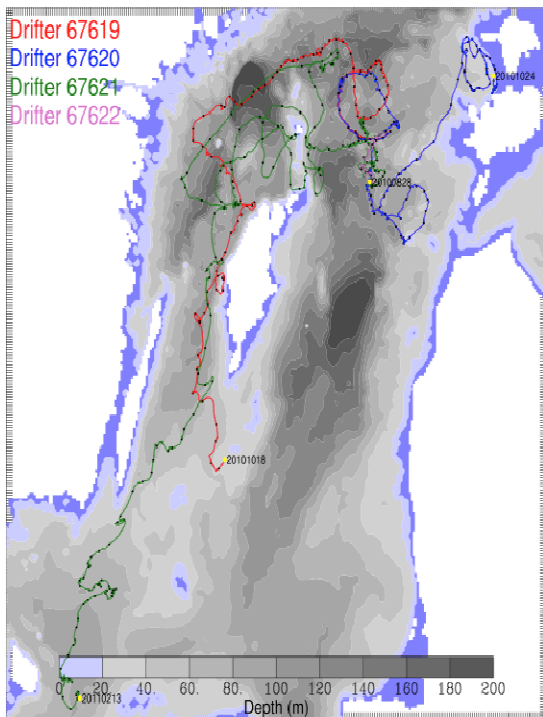 Drifter 67619
Drifter 67620
Drifter 67621
Drifter 67622
20101024
20100828
20101018
20110213
0. 20. 40. 60. 80. 100. 120. 140. 160. 180. 200
Depth (m)